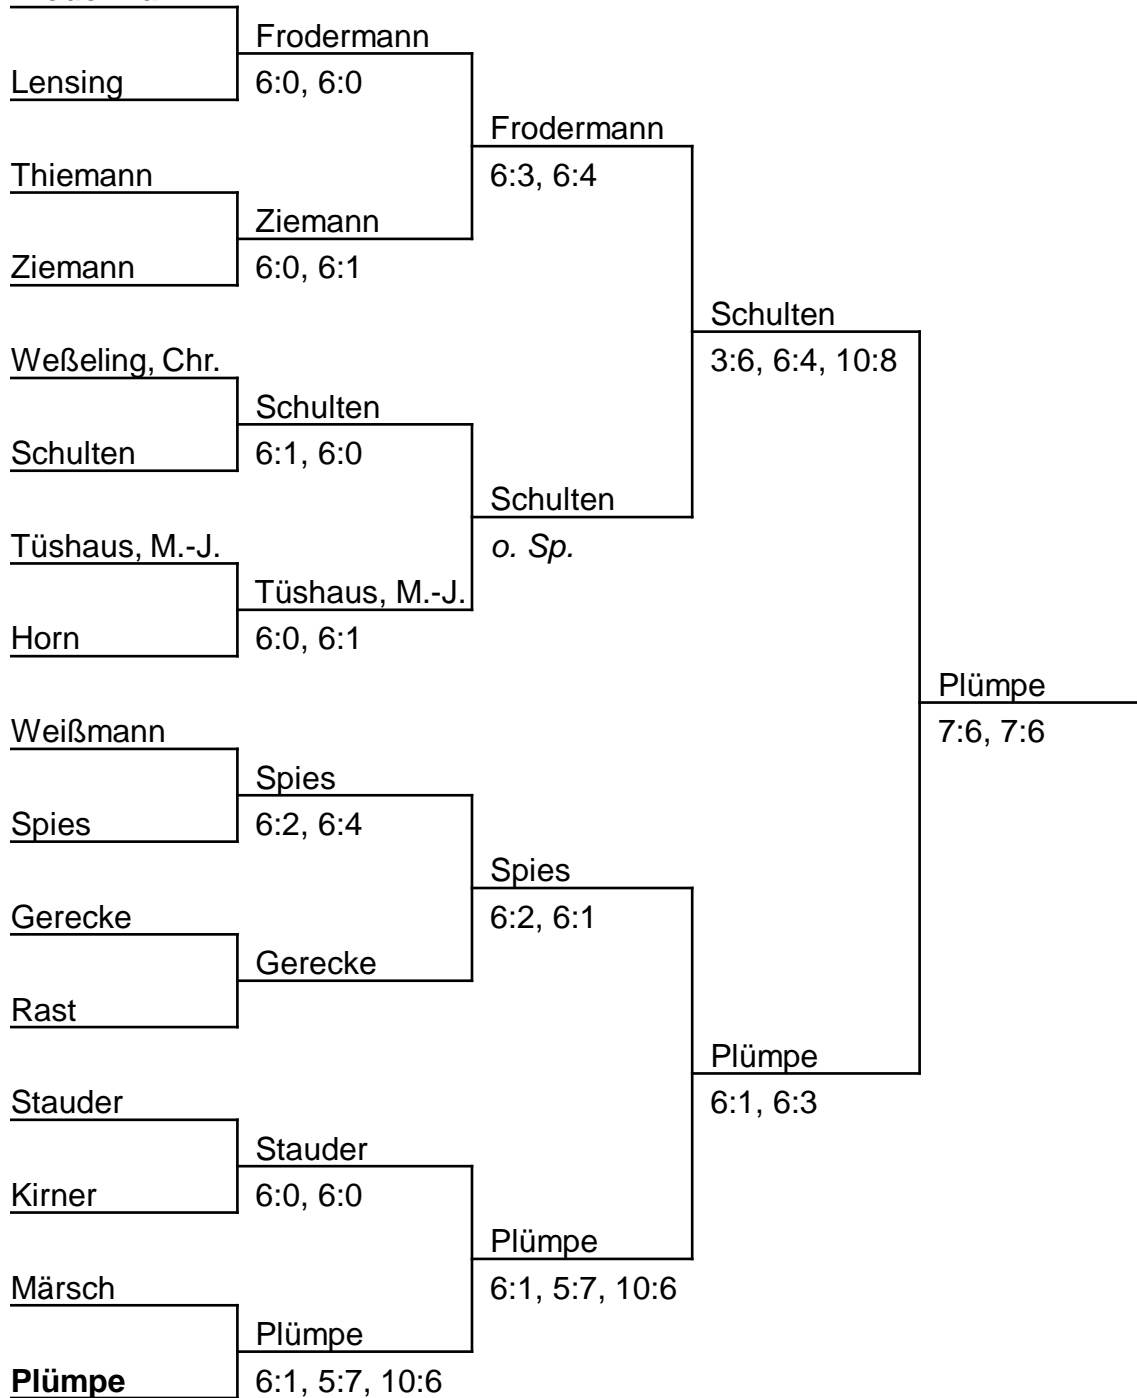 Frodermann
Lensing
6:0, 6:0
Frodermann
Thiemann
6:3, 6:4
Ziemann
Ziemann
6:0, 6:1
Schulten
Weßeling, Chr.
3:6, 6:4, 10:8
Schulten
Schulten
6:1, 6:0
Schulten
Tüshaus, M.-J.
o. Sp.
Tüshaus, M.-J.
Horn
6:0, 6:1
Plümpe
Weißmann
7:6, 7:6
Spies
Spies
6:2, 6:4
Spies
Gerecke
6:2, 6:1
Gerecke
Rast
Plümpe
Stauder
6:1, 6:3
Stauder
Kirner
6:0, 6:0
Plümpe
Märsch
6:1, 5:7, 10:6
Plümpe
Plümpe
6:1, 5:7, 10:6